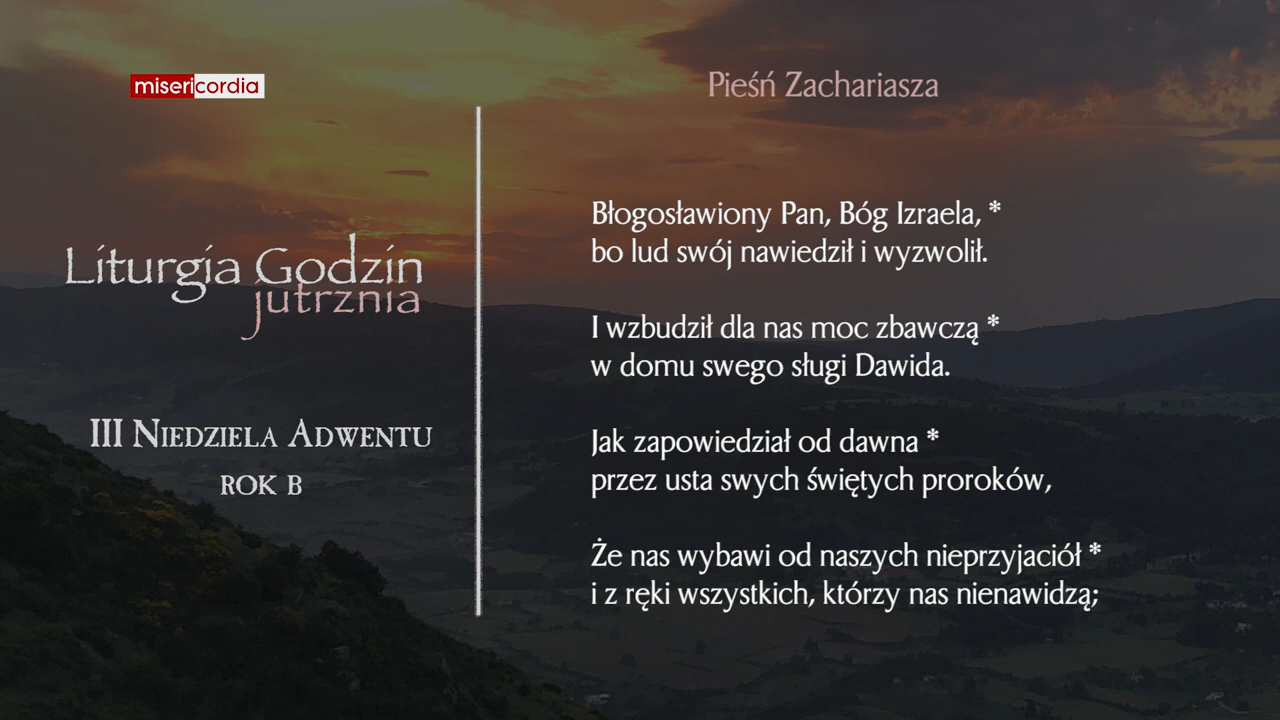 misericordia
Liturgia Godzin
jutrznia
III Niedziela Adwentu
rok B
Pieśń Zachariasza
Błogosławiony Pan, Bóg Izraela, *
bo lud swój nawiedził i wyzwolił.
I wzbudził dla nas moc zbawczą *
w domu swego sługi Dawida.
Jak zapowiedział od dawna *
przez usta swych świętych proroków,
Że nas wybawi od naszych nieprzyjaciół *
i z ręki wszystkich, którzy nas nienawidzą;